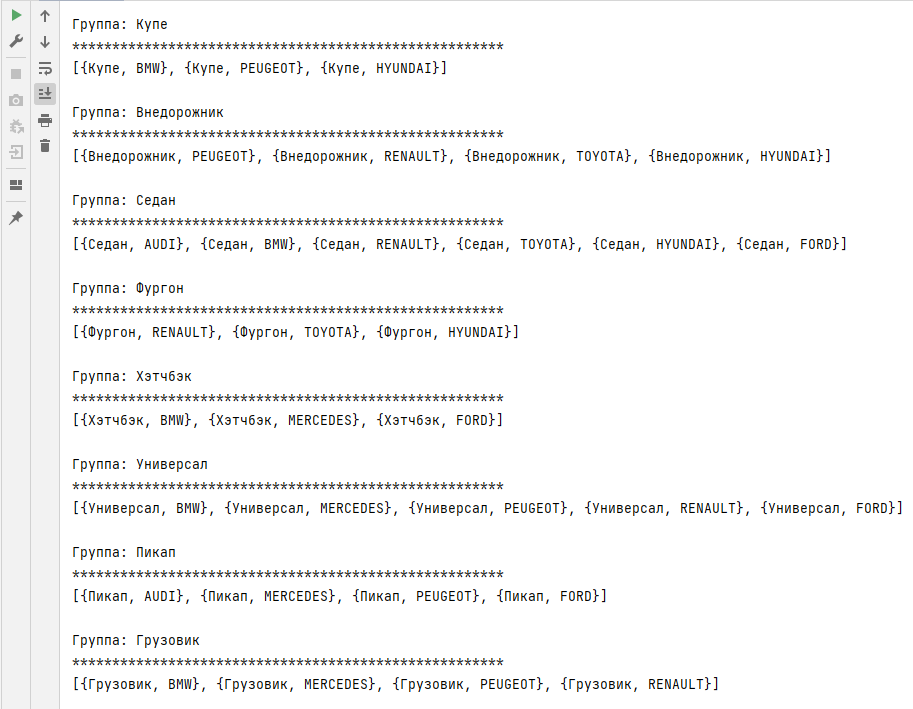 Группа: Купе
******************************************************
[{Купе, BMW}, {Купе, PEUGEOT}, {Купе, HYUNDAI}]
Группа: Внедорожник
******************************************************
[{Внедорожник, PEUGEOT}, {Внедорожник, RENAULT}, {Внедорожник, TOYOTA}, {Внедорожник, HYUNDAI}]
Группа: Седан
******************************************************
[{Седан, AUDI}, {Седан, BMW}, {Седан, RENAULT}, {Седан, TOYOTA}, {Седан, HYUNDAI}, {Седан, FORD}]
Группа: Фургон
******************************************************
[{Фургон, RENAULT}, {Фургон, TOYOTA}, {Фургон, HYUNDAI}]
Группа: Хэтчбэк
******************************************************
[{Хэтчбэк, BMW}, {Хэтчбэк, MERCEDES}, {Хэтчбэк, FORD}]
Группа: Универсал
******************************************************
[{Универсал, BMW}, {Универсал, MERCEDES}, {Универсал, PEUGEOT}, {Универсал, RENAULT}, {Универсал, FORD}]
Группа: Пикап
******************************************************
[{Пикап, AUDI}, {Пикап, MERCEDES}, {Пикап, PEUGEOT}, {Пикап, FORD}]
Группа: Грузовик
******************************************************
[{Грузовик, BMW}, {Грузовик, MERCEDES}, {Грузовик, PEUGEOT}, {Грузовик, RENAULT}]